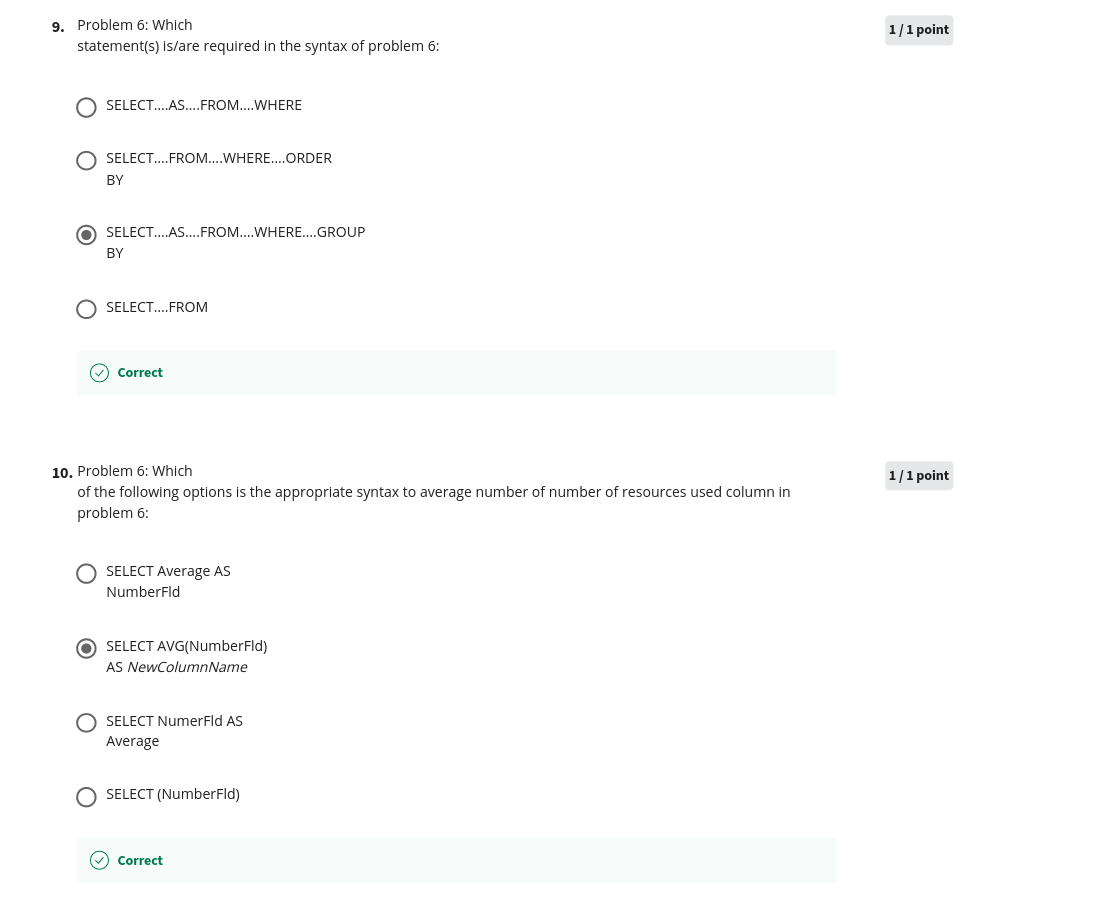 9. Problem 6: Which
statement(s) is/are required in the syntax of problem 6:
1 / 1 point
SELECT....AS....FROM....WHERE
SELECT....FROM....WHERE....ORDER
BY
SELECT....AS....FROM....WHERE....GROUP
BY
SELECT....FROM
Correct
10. Problem 6: Which
of the following options is the appropriate syntax to average number of number of resources used column in
problem 6:
1 / 1 point
SELECT Average AS
NumberFld
SELECT AVG(NumberFld)
AS NewColumnName
SELECT NumerFld AS
Average
SELECT (NumberFld)
Correct